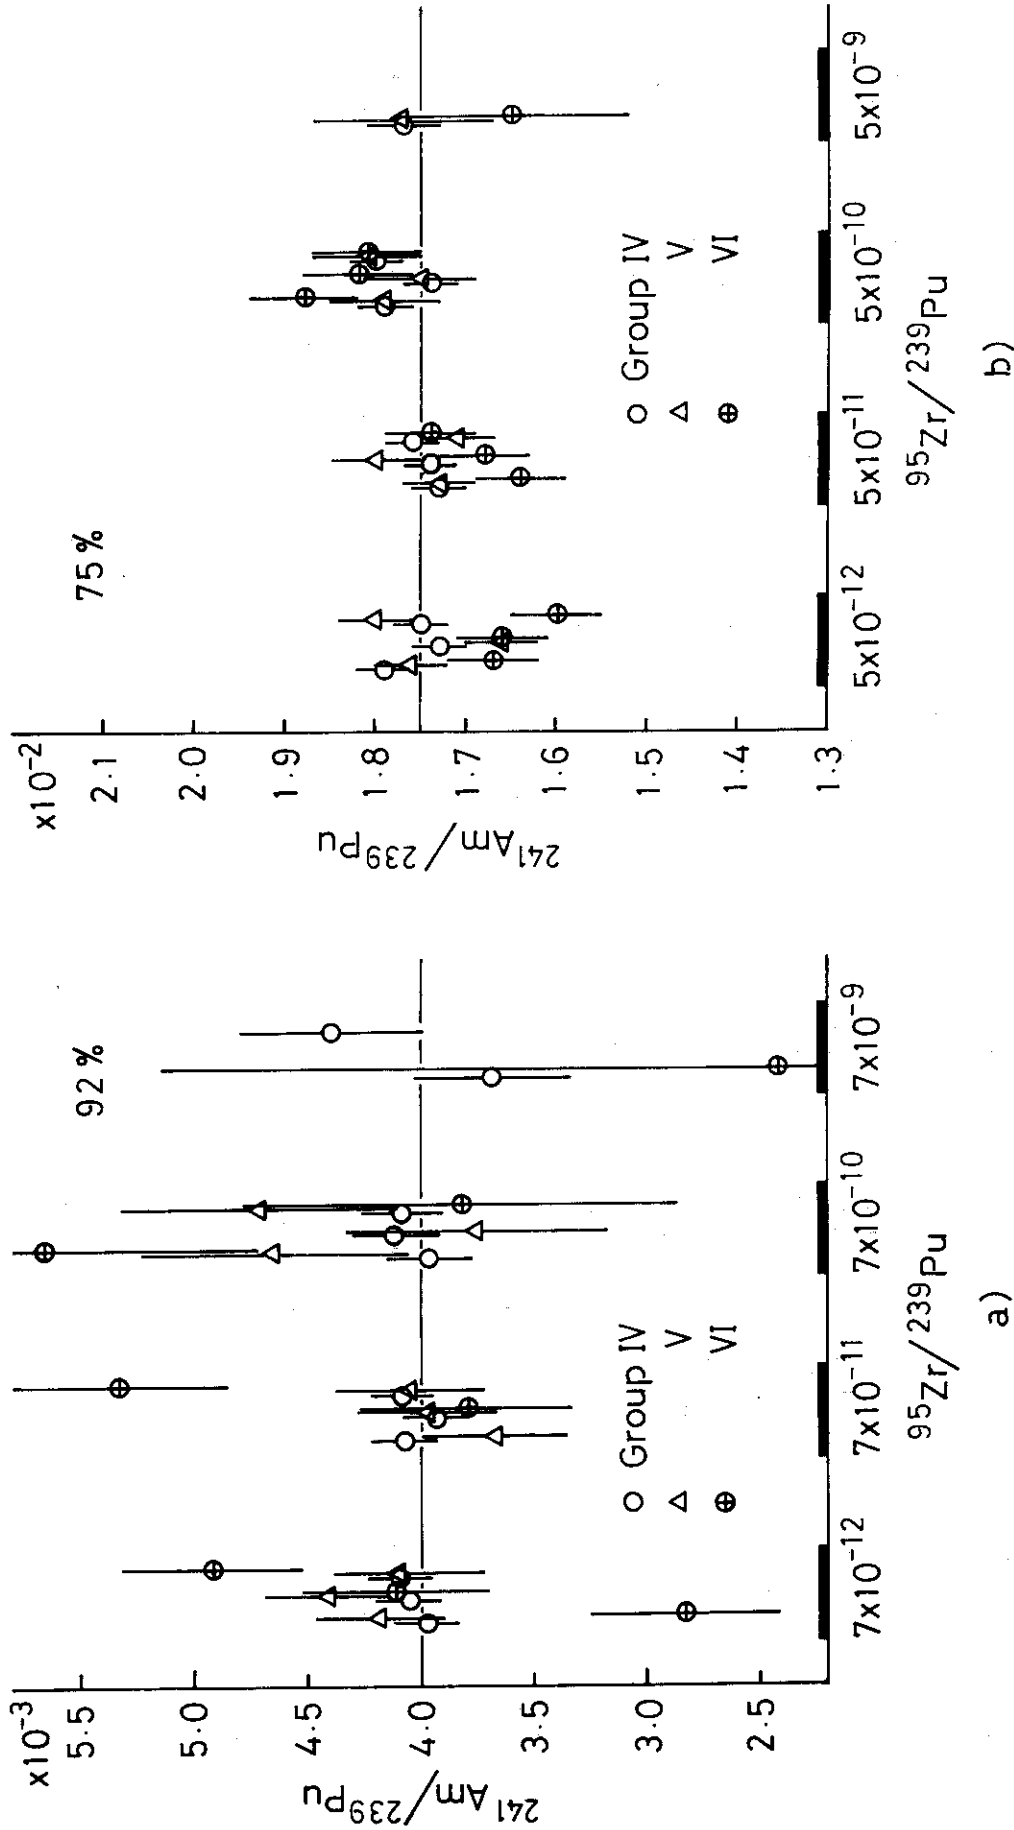 x10⁻³
5.5
5.0
4.5
4.0
3.5
3.0
2.5
²⁴¹Am/²³⁹Pu
92%
○ Group IV
△ V
⊕ VI
7x10⁻¹²
7x10⁻¹¹
7x10⁻¹⁰
7x10⁻⁹
⁹⁵Zr/²³⁹Pu
a)
x10⁻²
2.1
2.0
1.9
1.8
1.7
1.6
1.5
1.4
1.3
²⁴¹Am/²³⁹Pu
75%
○ Group IV
△ V
⊕ VI
5x10⁻¹²
5x10⁻¹¹
5x10⁻¹⁰
5x10⁻⁹
⁹⁵Zr/²³⁹Pu
b)